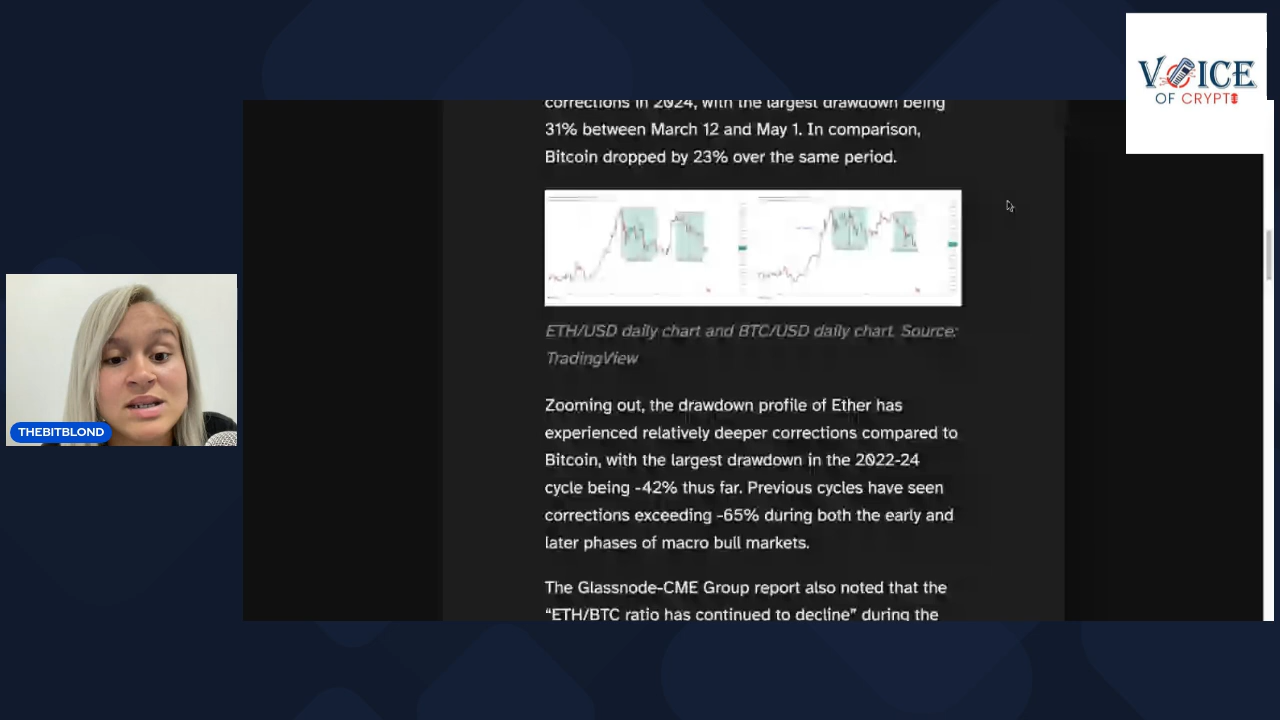 VOICE
OF CRYPTO
corrections in 2024, with the largest drawdown being
31% between March 12 and May 1. In comparison,
Bitcoin dropped by 23% over the same period.
ETH/USD daily chart and BTC/USD daily chart. Source:
TradingView
THEBITBLOND
Zooming out, the drawdown profile of Ether has
experienced relatively deeper corrections compared to
Bitcoin, with the largest drawdown in the 2022-24
cycle being -42% thus far. Previous cycles have seen
corrections exceeding -65% during both the early and
later phases of macro bull markets.
The Glassnode-CME Group report also noted that the
“ETH/BTC ratio has continued to decline” during the